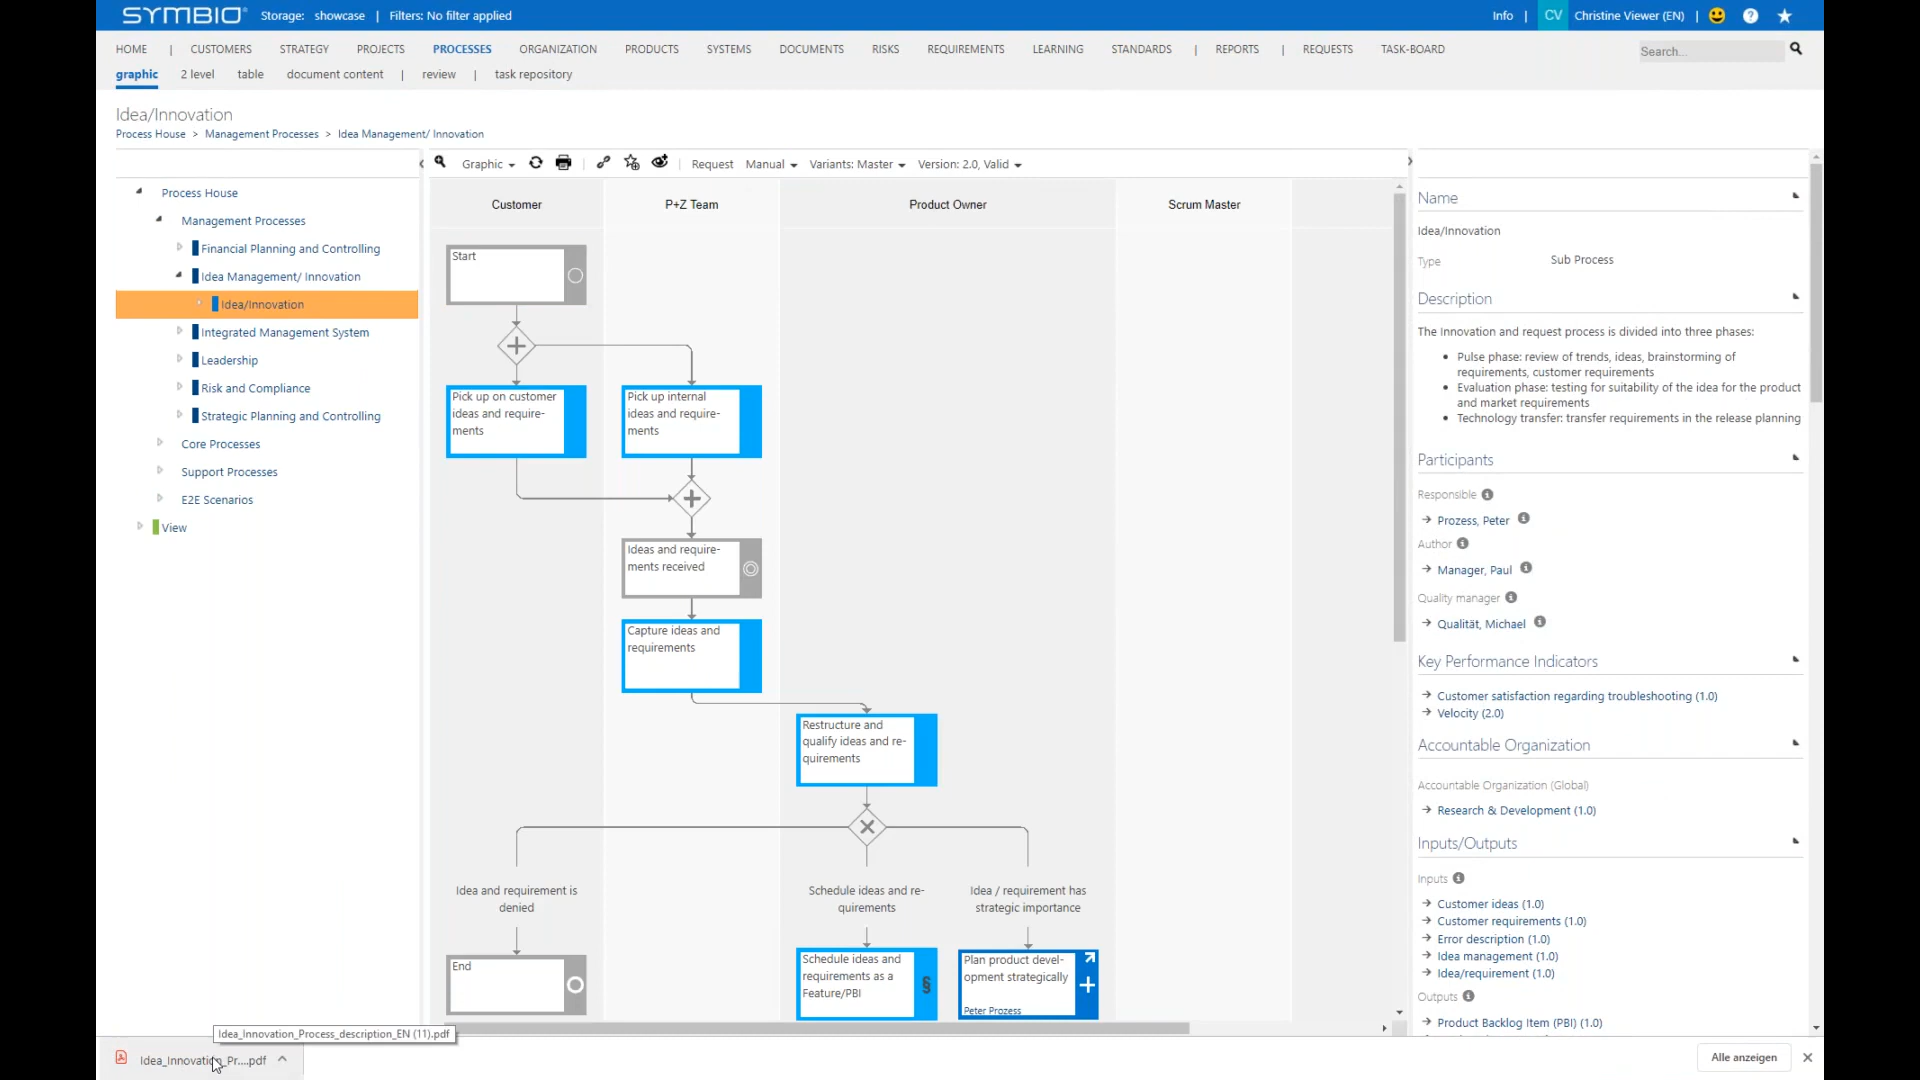 SYMBIO® Storage: showcase | Filters: No filter applied
Info | CV Christine Viewer (EN) |
HOME | CUSTOMERS STRATEGY PROJECTS PROCESSES ORGANIZATION PRODUCTS SYSTEMS DOCUMENTS RISKS REQUIREMENTS LEARNING STANDARDS | REPORTS | REQUESTS TASK-BOARD
Search...
graphic 2 level table document content | review | task repository
Idea/Innovation
Process House > Management Processes > Idea Management/ Innovation
Process House
Management Processes
Financial Planning and Controlling
Idea Management/ Innovation
Idea/Innovation
Integrated Management System
Leadership
Risk and Compliance
Strategic Planning and Controlling
Core Processes
Support Processes
E2E Scenarios
View
Graphic Request Manual Variants: Master Version: 2.0, Valid
Customer P+Z Team Product Owner Scrum Master
Start
Pick up on customer
ideas and require-
ments
Pick up internal
ideas and require-
ments
Ideas and require-
ments received
Capture ideas and
requirements
Restructure and
qualify ideas and re-
quirements
Idea and requirement is
denied
Schedule ideas and re-
quirements
Idea / requirement has
strategic importance
End
Schedule ideas and
requirements as a
Feature/PBI
§
Plan product devel-
opment strategically
Peter Prozess
Name
Idea/Innovation
Type Sub Process
Description
The Innovation and request process is divided into three phases:
• Pulse phase: review of trends, ideas, brainstorming of
requirements, customer requirements
• Evaluation phase: testing for suitability of the idea for the product
and market requirements
• Technology transfer: transfer requirements in the release planning
Participants
Responsible
Prozess, Peter
Author
Manager, Paul
Quality manager
Qualität, Michael
Key Performance Indicators
Customer satisfaction regarding troubleshooting (1.0)
Velocity (2.0)
Accountable Organization
Accountable Organization (Global)
Research & Development (1.0)
Inputs/Outputs
Inputs
Customer ideas (1.0)
Customer requirements (1.0)
Error description (1.0)
Idea management (1.0)
Idea/requirement (1.0)
Outputs
Product Backlog Item (PBI) (1.0)
Idea_Innovation_Process_description_EN (11).pdf
Idea_Innovation_Pr....pdf
Alle anzeigen